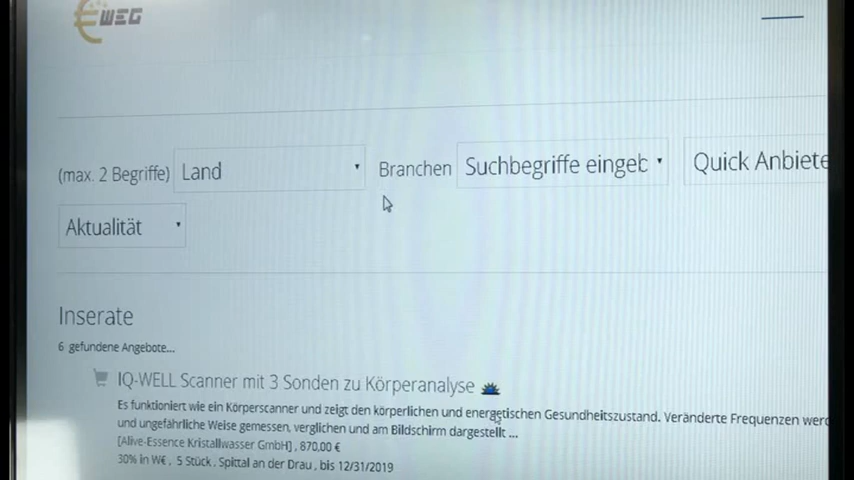 €WEG
(max. 2 Begriffe) Land Branchen Suchbegriffe eingeb Quick Anbiete
Aktualität
Inserate
6 gefundene Angebote...
IQ-WELL Scanner mit 3 Sonden zu Körperanalyse
Es funktioniert wie ein Körperscanner und zeigt den körperlichen und energetischen Gesundheitszustand. Veränderte Frequenzen werd
und ungefährliche Weise gemessen, verglichen und am Bildschirm dargestellt ...
[Alive-Essence Kristallwasser GmbH] , 870,00 €
30% in W€ , 5 Stück . Spittal an der Drau , bis 12/31/2019